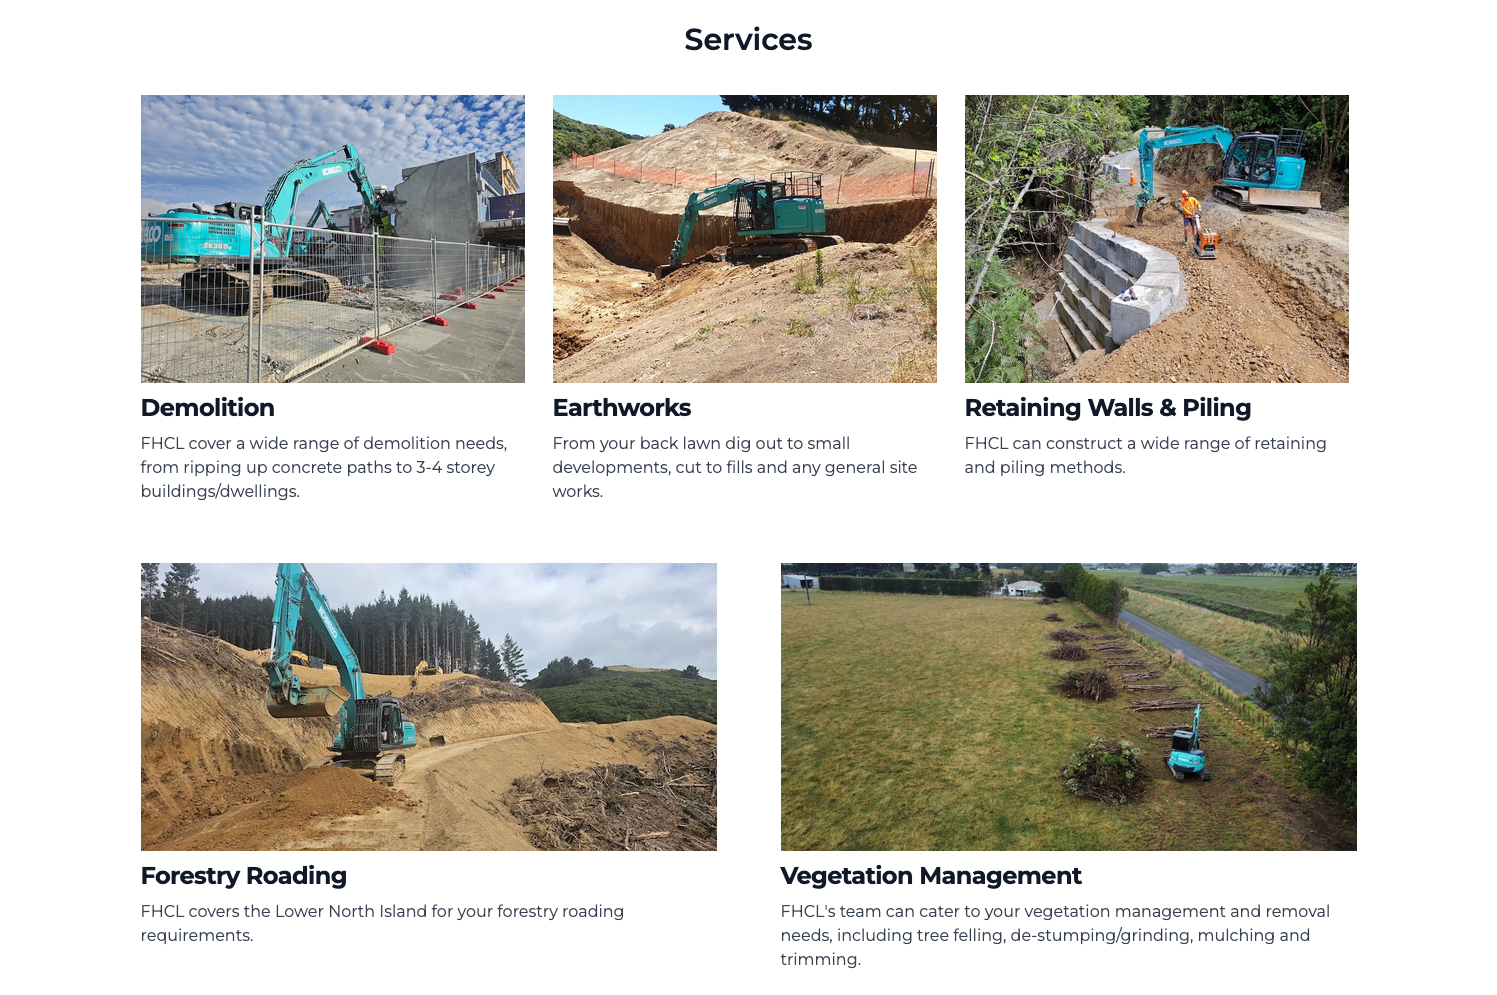 Services
KOBELCO
SK380
Demolition
FHCL cover a wide range of demolition needs,
from ripping up concrete paths to 3-4 storey
buildings/dwellings.
Earthworks
From your back lawn dig out to small
developments, cut to fills and any general site
works.
Retaining Walls & Piling
FHCL can construct a wide range of retaining
and piling methods.
KOBELCO
Forestry Roading
FHCL covers the Lower North Island for your forestry roading
requirements.
Vegetation Management
FHCL's team can cater to your vegetation management and removal
needs, including tree felling, de-stumping/grinding, mulching and
trimming.